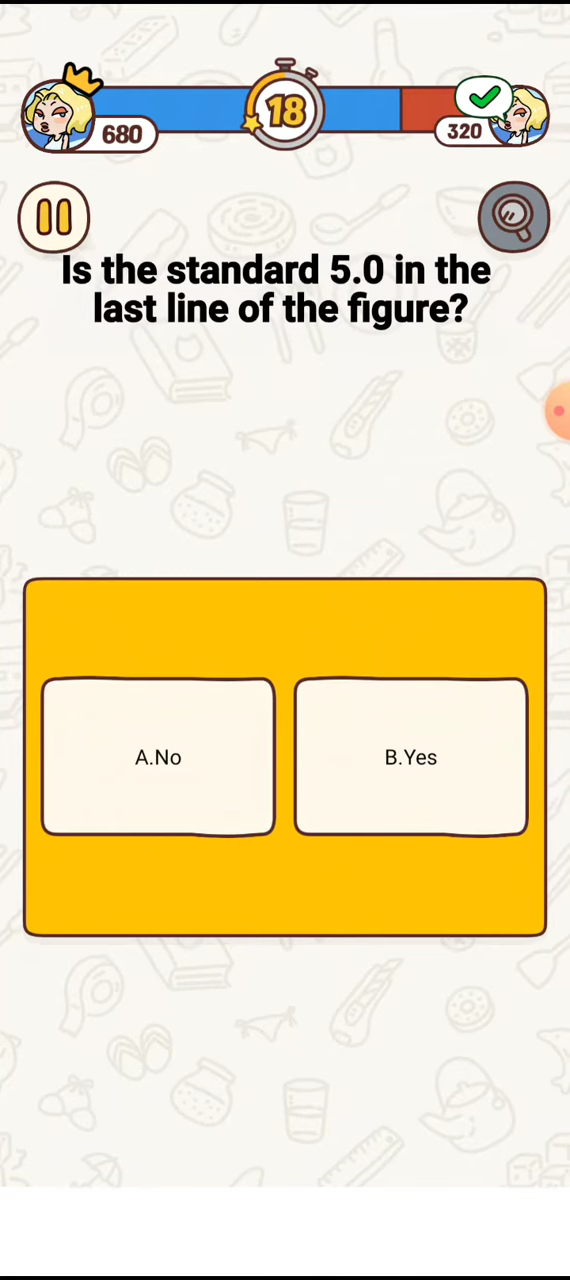 18
680
320
Is the standard 5.0 in the
last line of the figure?
A.No
B.Yes